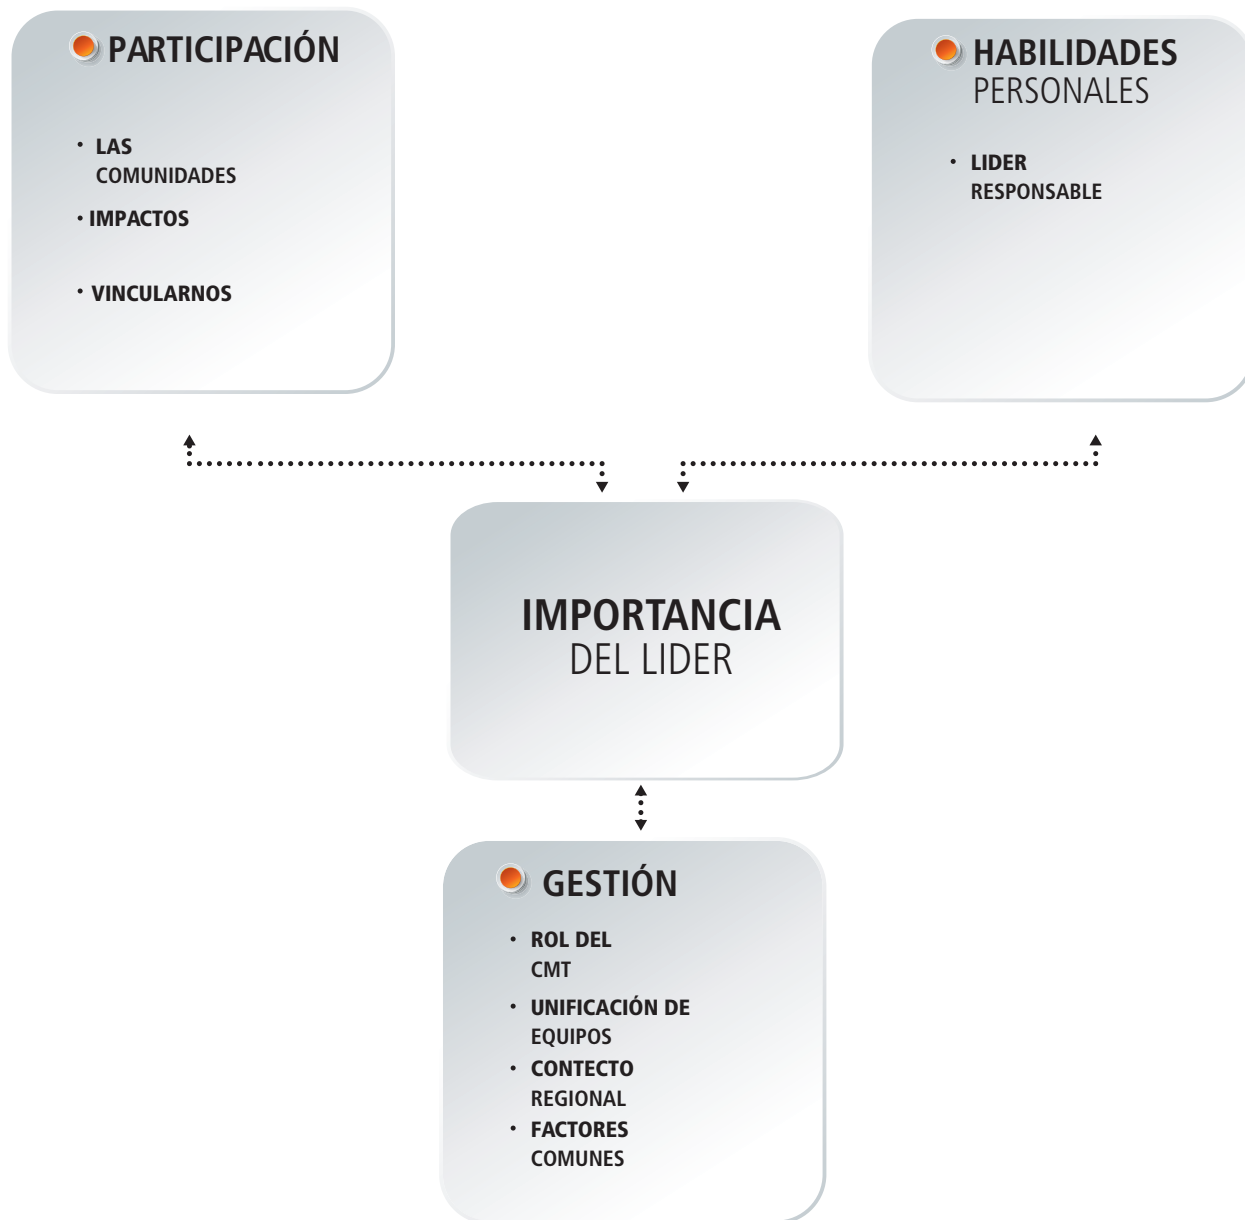 PARTICIPACIÓN
· LAS
COMUNIDADES
· IMPACTOS
· VINCULARNOS
HABILIDADES
PERSONALES
· LIDER
RESPONSABLE
IMPORTANCIA
DEL LIDER
GESTIÓN
· ROL DEL
CMT
· UNIFICACIÓN DE
EQUIPOS
· CONTECTO
REGIONAL
· FACTORES
COMUNES